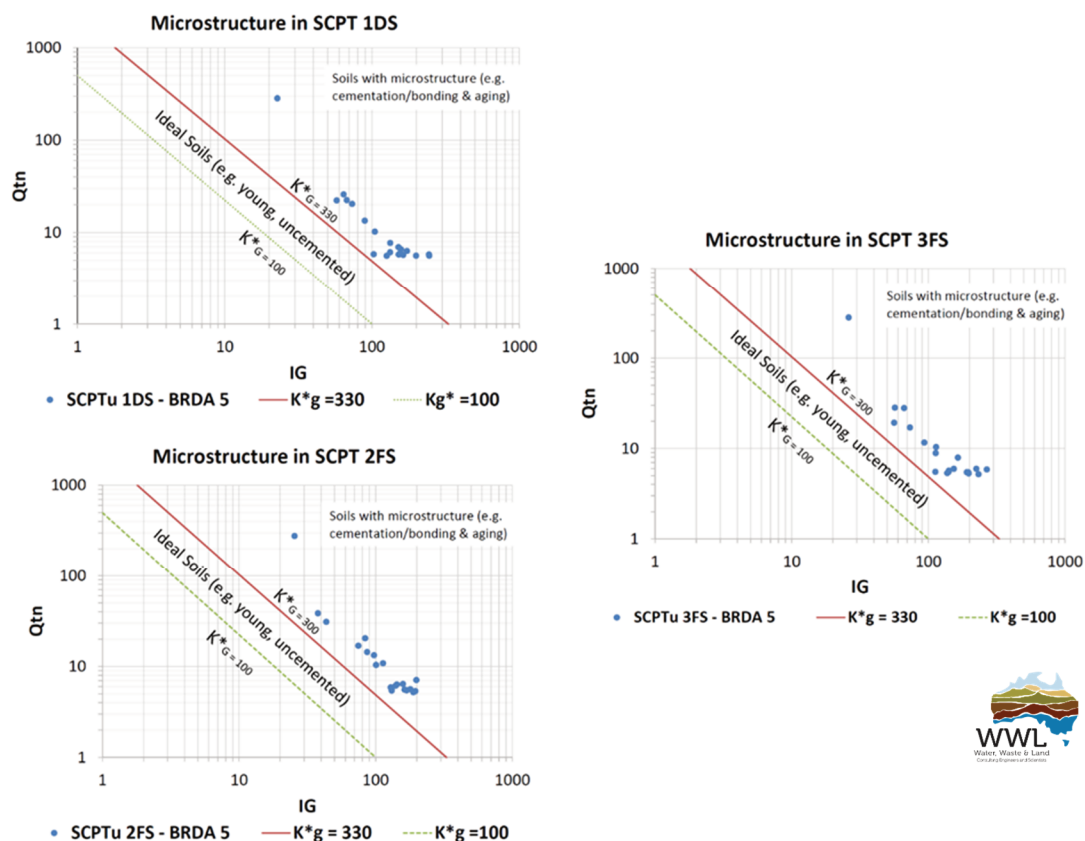 Microstructure in SCPT 1DS
1000
100
10
1
Qtn
Soils with microstructure (e.g.
cementation/bonding & aging)
Ideal Soils (e.g. young, uncemented)
K*G = 330
K*G = 100
1 10 100 1000
IG
SCPTu 1DS - BRDA 5 K*g =330 Kg* =100
Microstructure in SCPT 2FS
1000
100
10
1
Qtn
Soils with microstructure (e.g.
cementation/bonding & aging)
Ideal Soils (e.g. young, uncemented)
K*G = 300
K*G = 100
1 10 100 1000
IG
SCPTu 2FS - BRDA 5 K*g = 330 K*g =100
Microstructure in SCPT 3FS
1000
100
10
1
Qtn
Soils with microstructure (e.g.
cementation/bonding & aging)
Ideal Soils (e.g. young, uncemented)
K*G = 300
K*G = 100
1 10 100 1000
IG
SCPTu 3FS - BRDA 5 K*g = 330 K*g =100
WWL
Water, Waste & Land
Consulting Engineers and Scientists